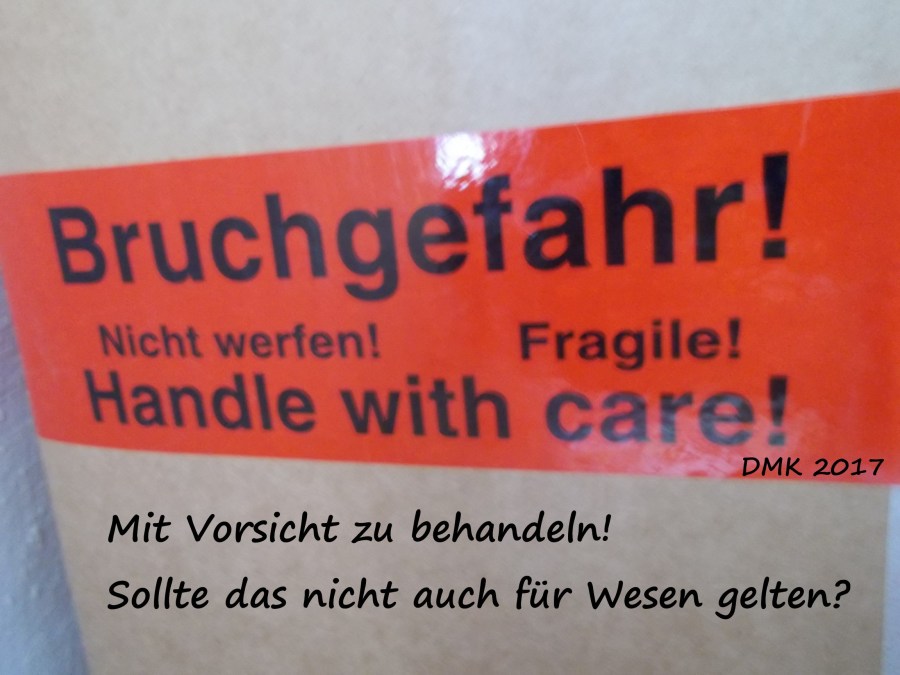 Bruchgefahr!
Nicht werfen! Fragile!
Handle with care!
DMK 2017
Mit Vorsicht zu behandeln!
Sollte das nicht auch für Wesen gelten?